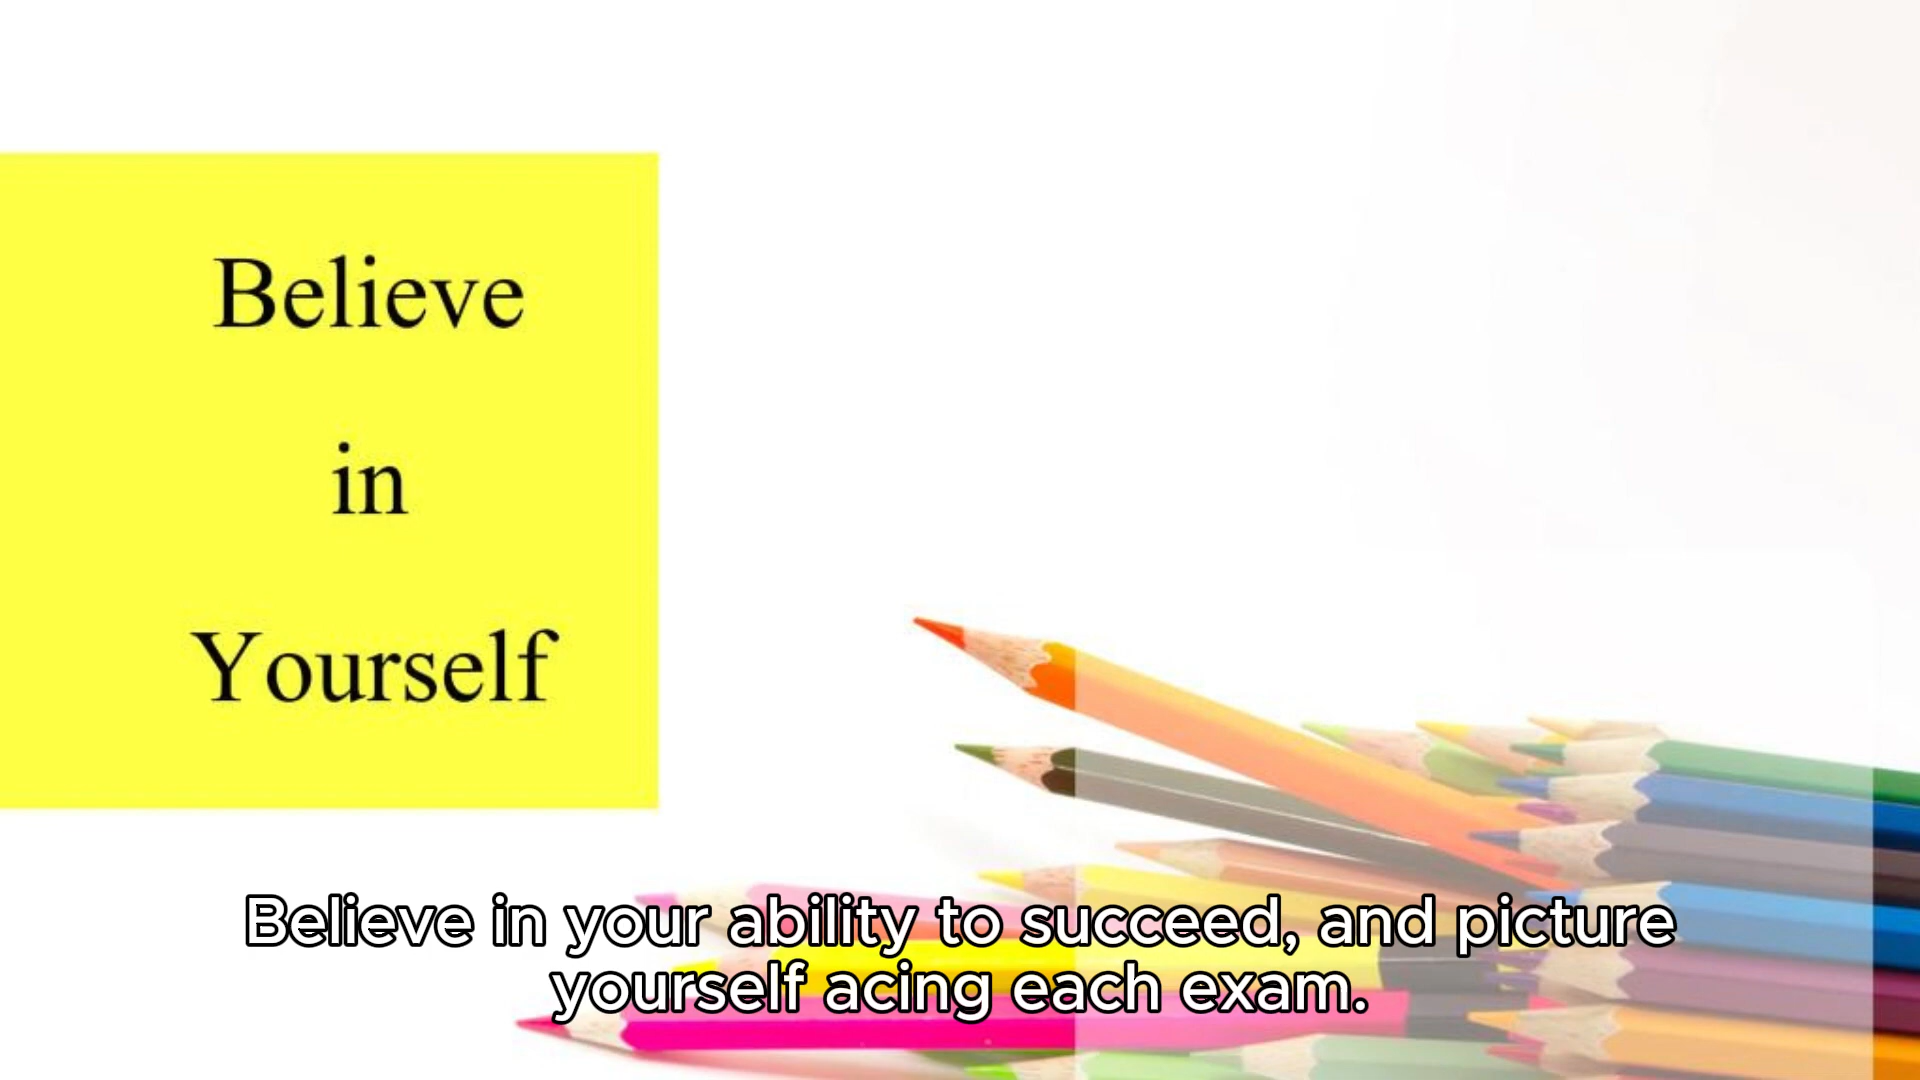 Believe
in
Yourself
Believe in your ability to succeed, and picture
yourself acing each exam.